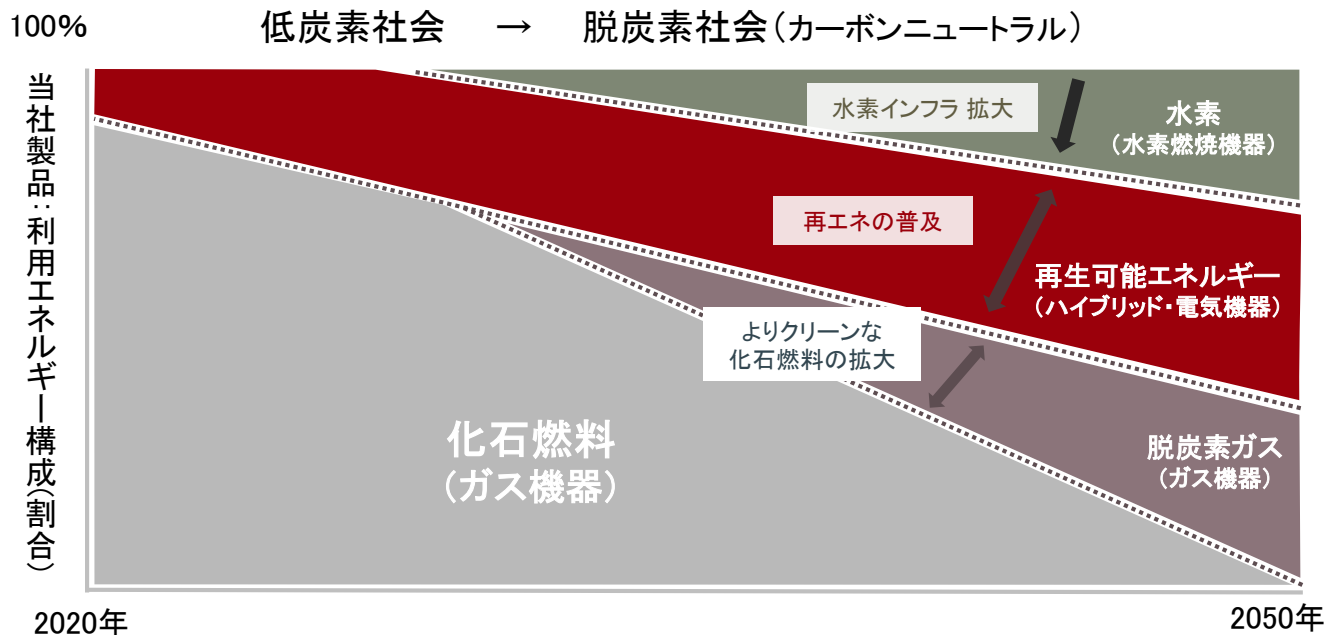 100%
低炭素社会 → 脱炭素社会(カーボンニュートラル)
当社製品:利用エネルギー構成(割合)
水素インフラ 拡大
水素
(水素燃焼機器)
再エネの普及
再生可能エネルギー
(ハイブリッド・電気機器)
よりクリーンな
化石燃料の拡大
化石燃料
(ガス機器)
脱炭素ガス
(ガス機器)
2020年
2050年